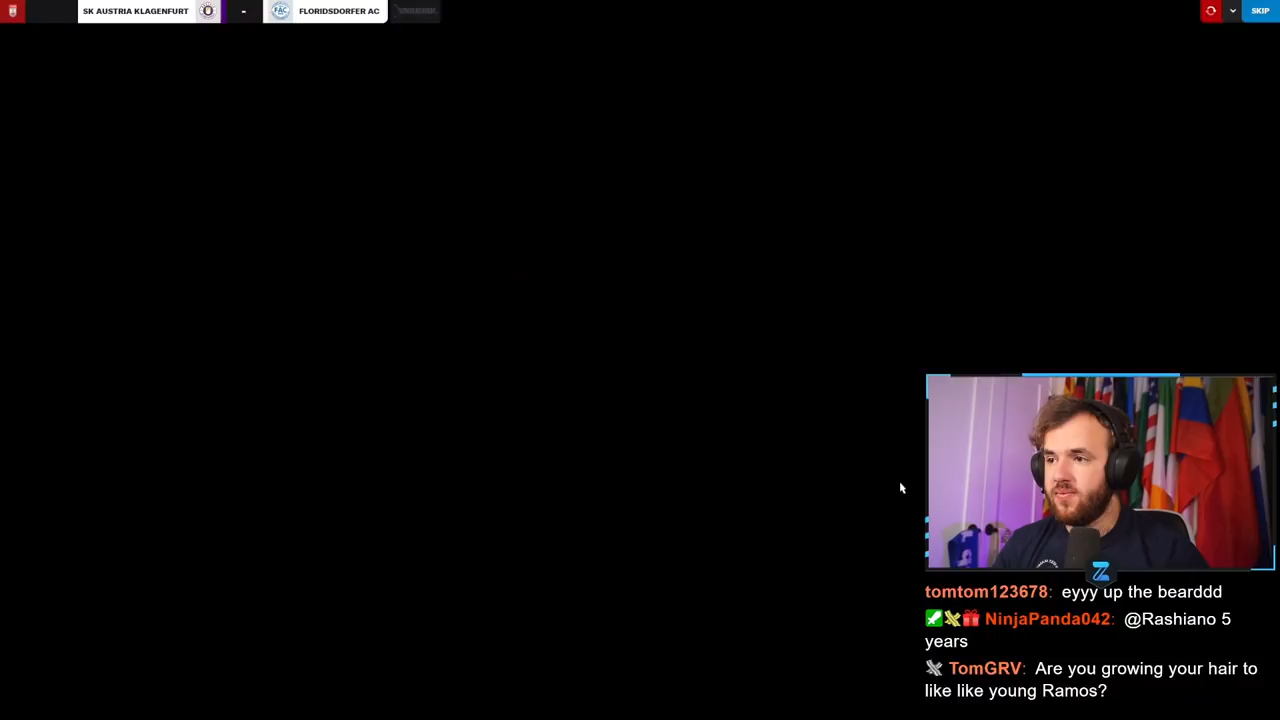 SK AUSTRIA KLAGENFURT - FLORIDSDORFER AC SKIP
FAC
tomtom123678: eyyy up the bearddd
NinjaPanda042: @Rashiano 5
years
TomGRV: Are you growing your hair to
like like young Ramos?